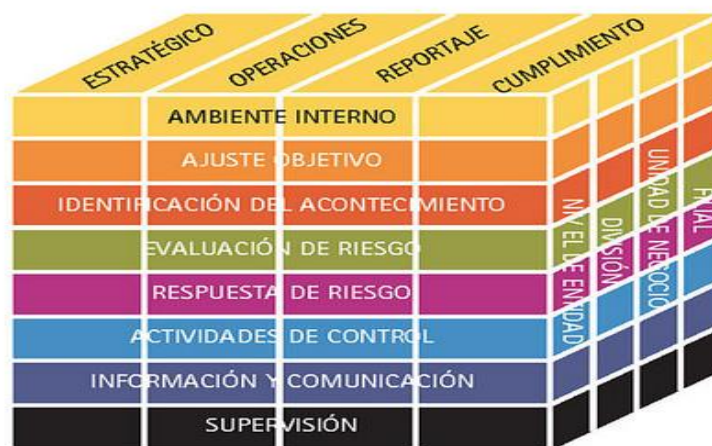 ESTRATÉGICO
OPERACIONES
REPORTAJE
CUMPLIMIENTO
AMBIENTE INTERNO
AJUSTE OBJETIVO
IDENTIFICACIÓN DEL ACONTECIMIENTO
EVALUACIÓN DE RIESGO
RESPUESTA DE RIESGO
ACTIVIDADES DE CONTROL
INFORMACIÓN Y COMUNICACIÓN
SUPERVISIÓN
NIVEL DE ENTIDAD
DIVISIÓN
UNIDAD DE NEGOCIO
FILIAL